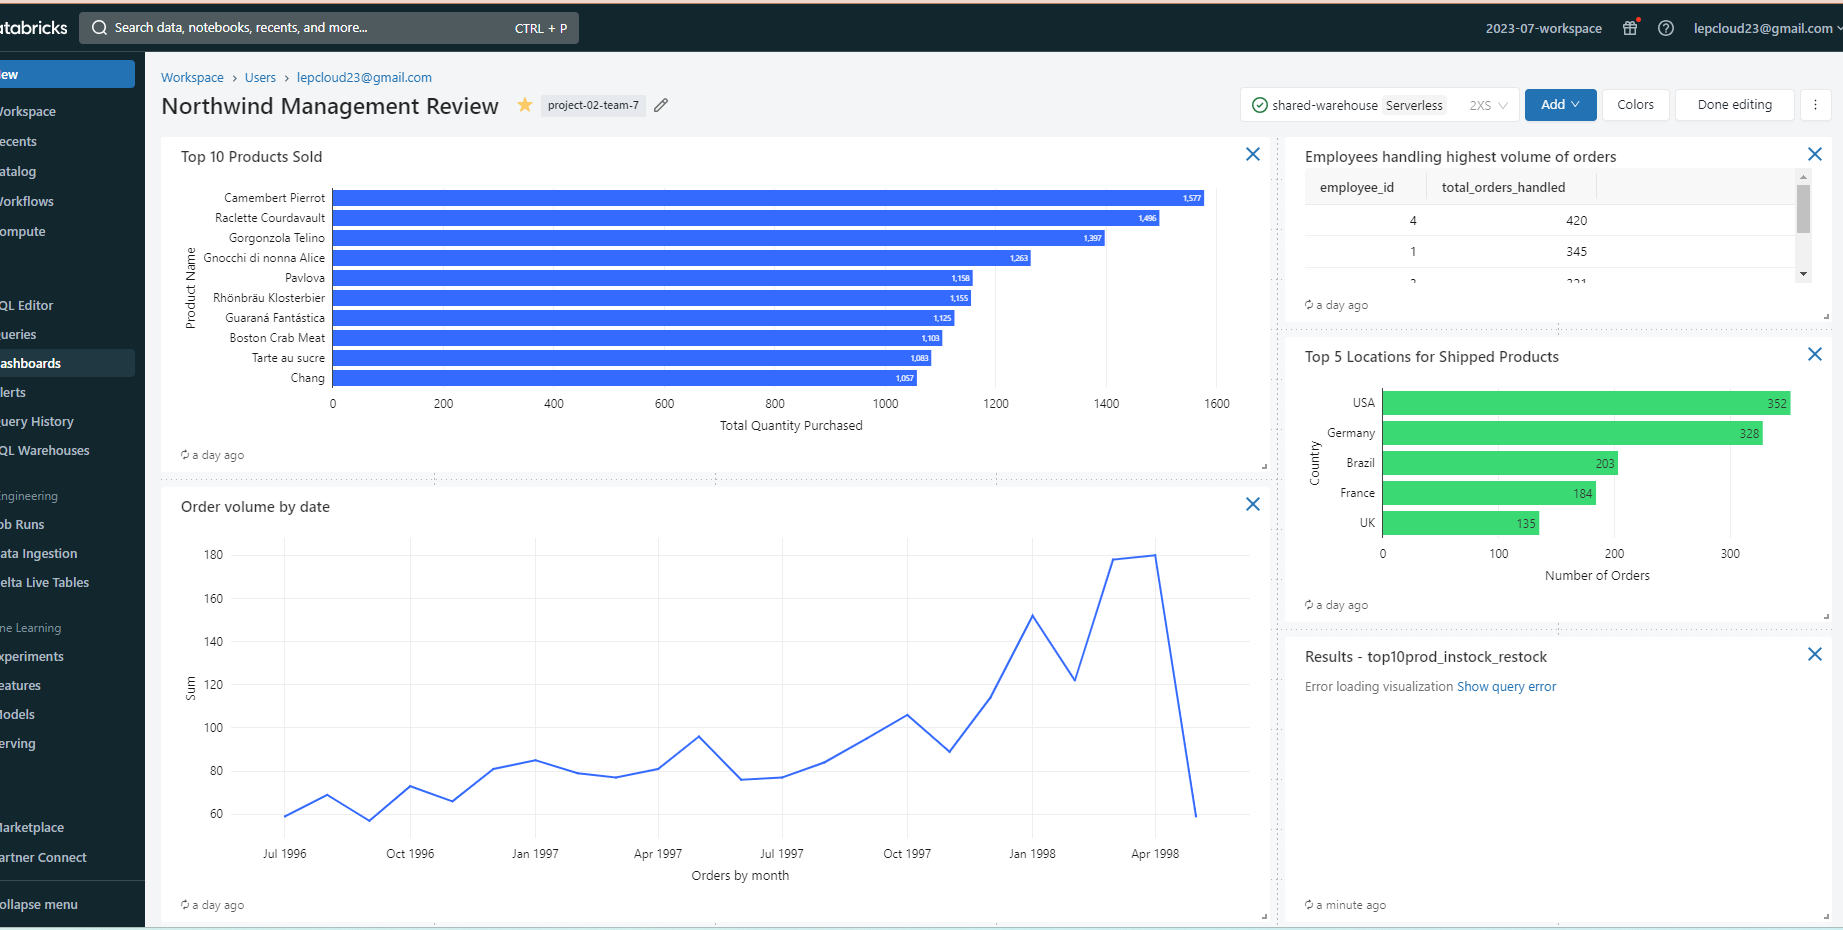 atabricks
Search data, notebooks, recents, and more...
CTRL + P
2023-07-workspace
lepcloud23@gmail.com
ew
orkspace
ecents
atalog
orkflows
ompute
QL Editor
ueries
ashboards
lerts
uery History
QL Warehouses
ngineering
ob Runs
ata Ingestion
elta Live Tables
ne Learning
xperiments
eatures
odels
erving
arketplace
artner Connect
ollapse menu
Workspace > Users > lepcloud23@gmail.com
Northwind Management Review
project-02-team-7
shared-warehouse Serverless 2XS
Add
Colors
Done editing
Top 10 Products Sold
Product Name
Camembert Pierrot 1,577
Raclette Courdavault 1,496
Gorgonzola Telino 1,397
Gnocchi di nonna Alice 1,263
Pavlova 1,158
Rhönbräu Klosterbier 1,155
Guaraná Fantástica 1,125
Boston Crab Meat 1,103
Tarte au sucre 1,083
Chang 1,057
0 200 400 600 800 1000 1200 1400 1600
Total Quantity Purchased
a day ago
Order volume by date
Sum
180
160
140
120
100
80
60
Jul 1996 Oct 1996 Jan 1997 Apr 1997 Jul 1997 Oct 1997 Jan 1998 Apr 1998
Orders by month
a day ago
Employees handling highest volume of orders
employee_id total_orders_handled
4 420
1 345
a day ago
Top 5 Locations for Shipped Products
Country
USA 352
Germany 328
Brazil 203
France 184
UK 135
0 100 200 300
Number of Orders
a day ago
Results - top10prod_instock_restock
Error loading visualization Show query error
a minute ago